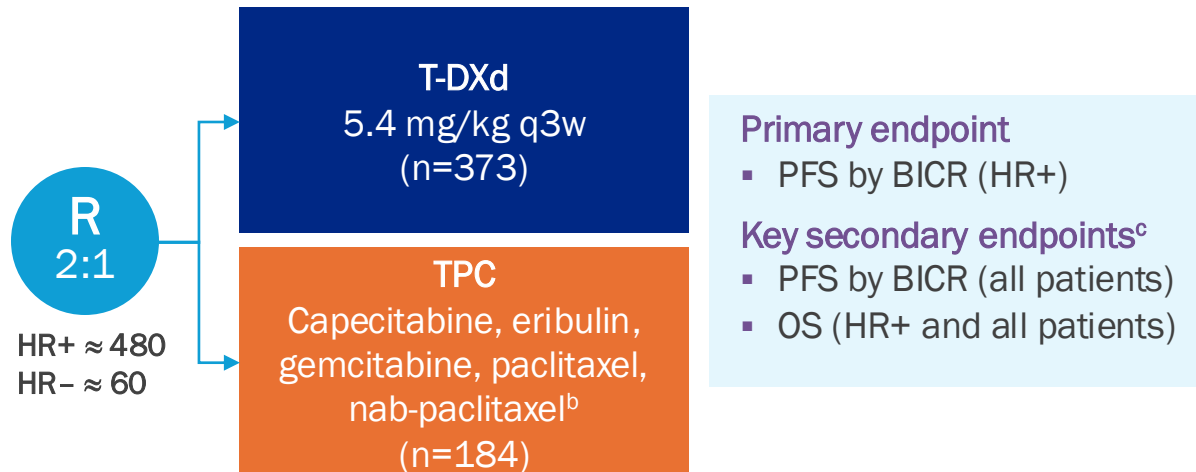 R
2:1
HR+ ≈ 480
HR– ≈ 60
T-DXd
5.4 mg/kg q3w
(n=373)
TPC
Capecitabine, eribulin,
gemcitabine, paclitaxel,
nab-paclitaxelᵇ
(n=184)
Primary endpoint
▪ PFS by BICR (HR+)
Key secondary endpointsᶜ
▪ PFS by BICR (all patients)
▪ OS (HR+ and all patients)